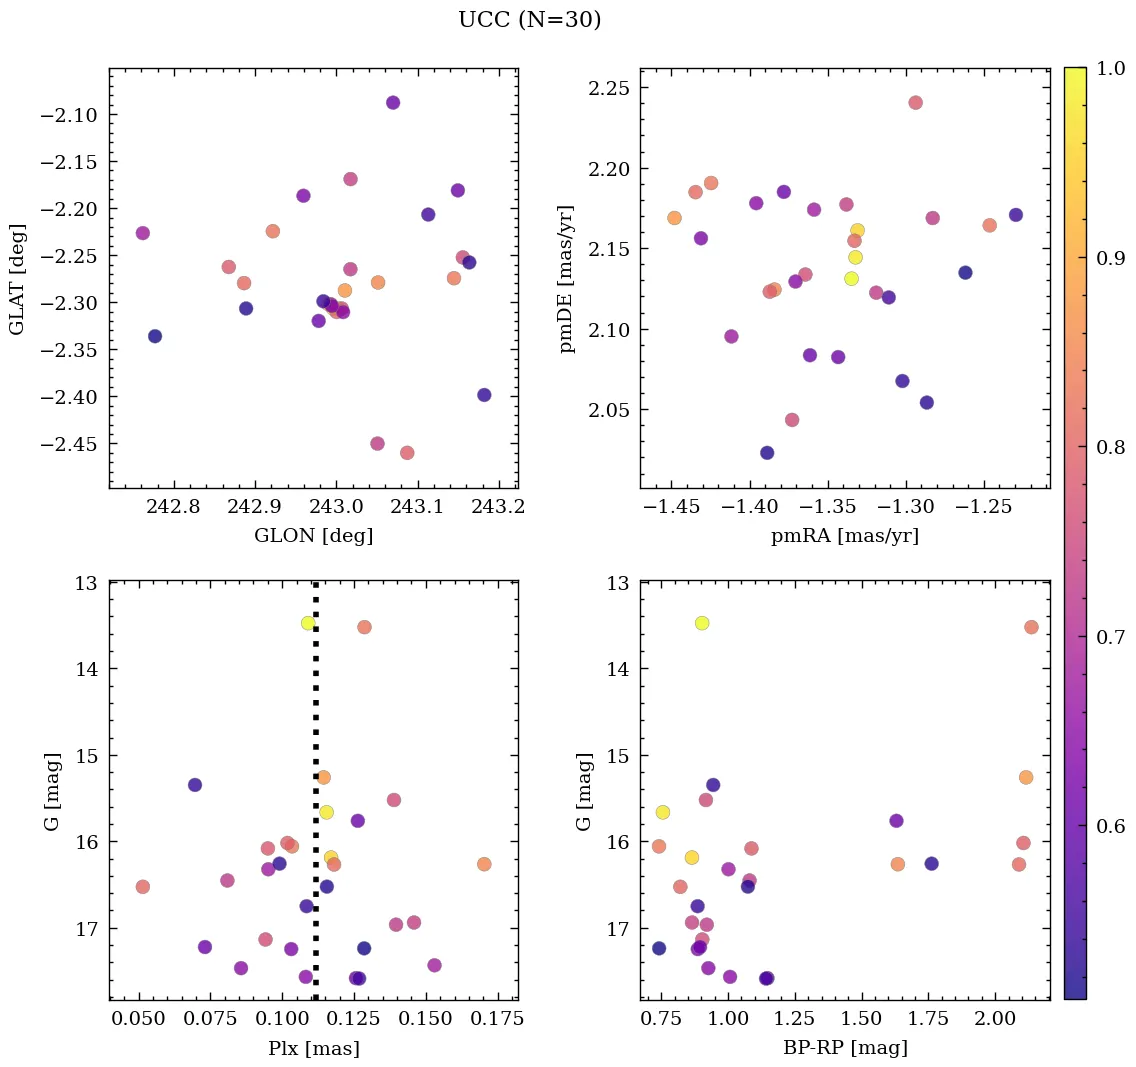 UCC (N=30)
−2.10
−2.15
−2.20
−2.25
−2.30
−2.35
−2.40
−2.45
GLAT [deg]
242.8 242.9 243.0 243.1 243.2
GLON [deg]
2.25
2.20
2.15
2.10
2.05
pmDE [mas/yr]
−1.45 −1.40 −1.35 −1.30 −1.25
pmRA [mas/yr]
1.0
0.9
0.8
0.7
0.6
13
14
15
16
17
G [mag]
0.050 0.075 0.100 0.125 0.150 0.175
Plx [mas]
13
14
15
16
17
G [mag]
0.75 1.00 1.25 1.50 1.75 2.00
BP-RP [mag]